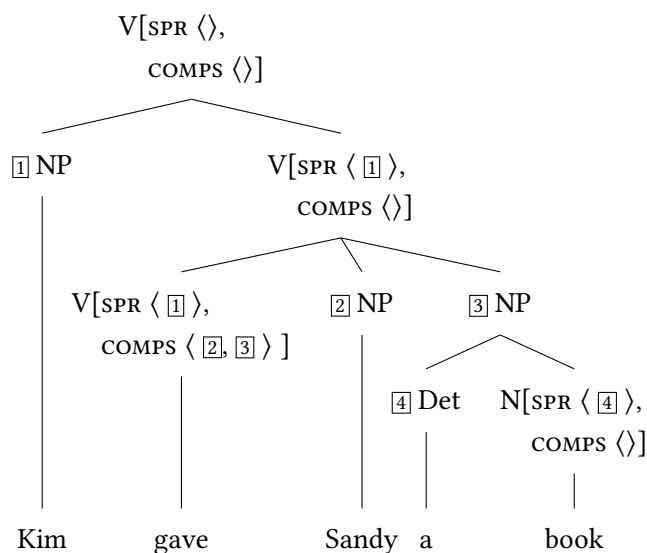 V[SPR ⟨⟩,
COMPS ⟨⟩]
1 NP V[SPR ⟨ 1 ⟩,
COMPS ⟨⟩]
V[SPR ⟨ 1 ⟩, 2 NP 3 NP
COMPS ⟨ 2, 3 ⟩ ]
4 Det N[SPR ⟨ 4 ⟩,
COMPS ⟨⟩]
Kim gave Sandy a book